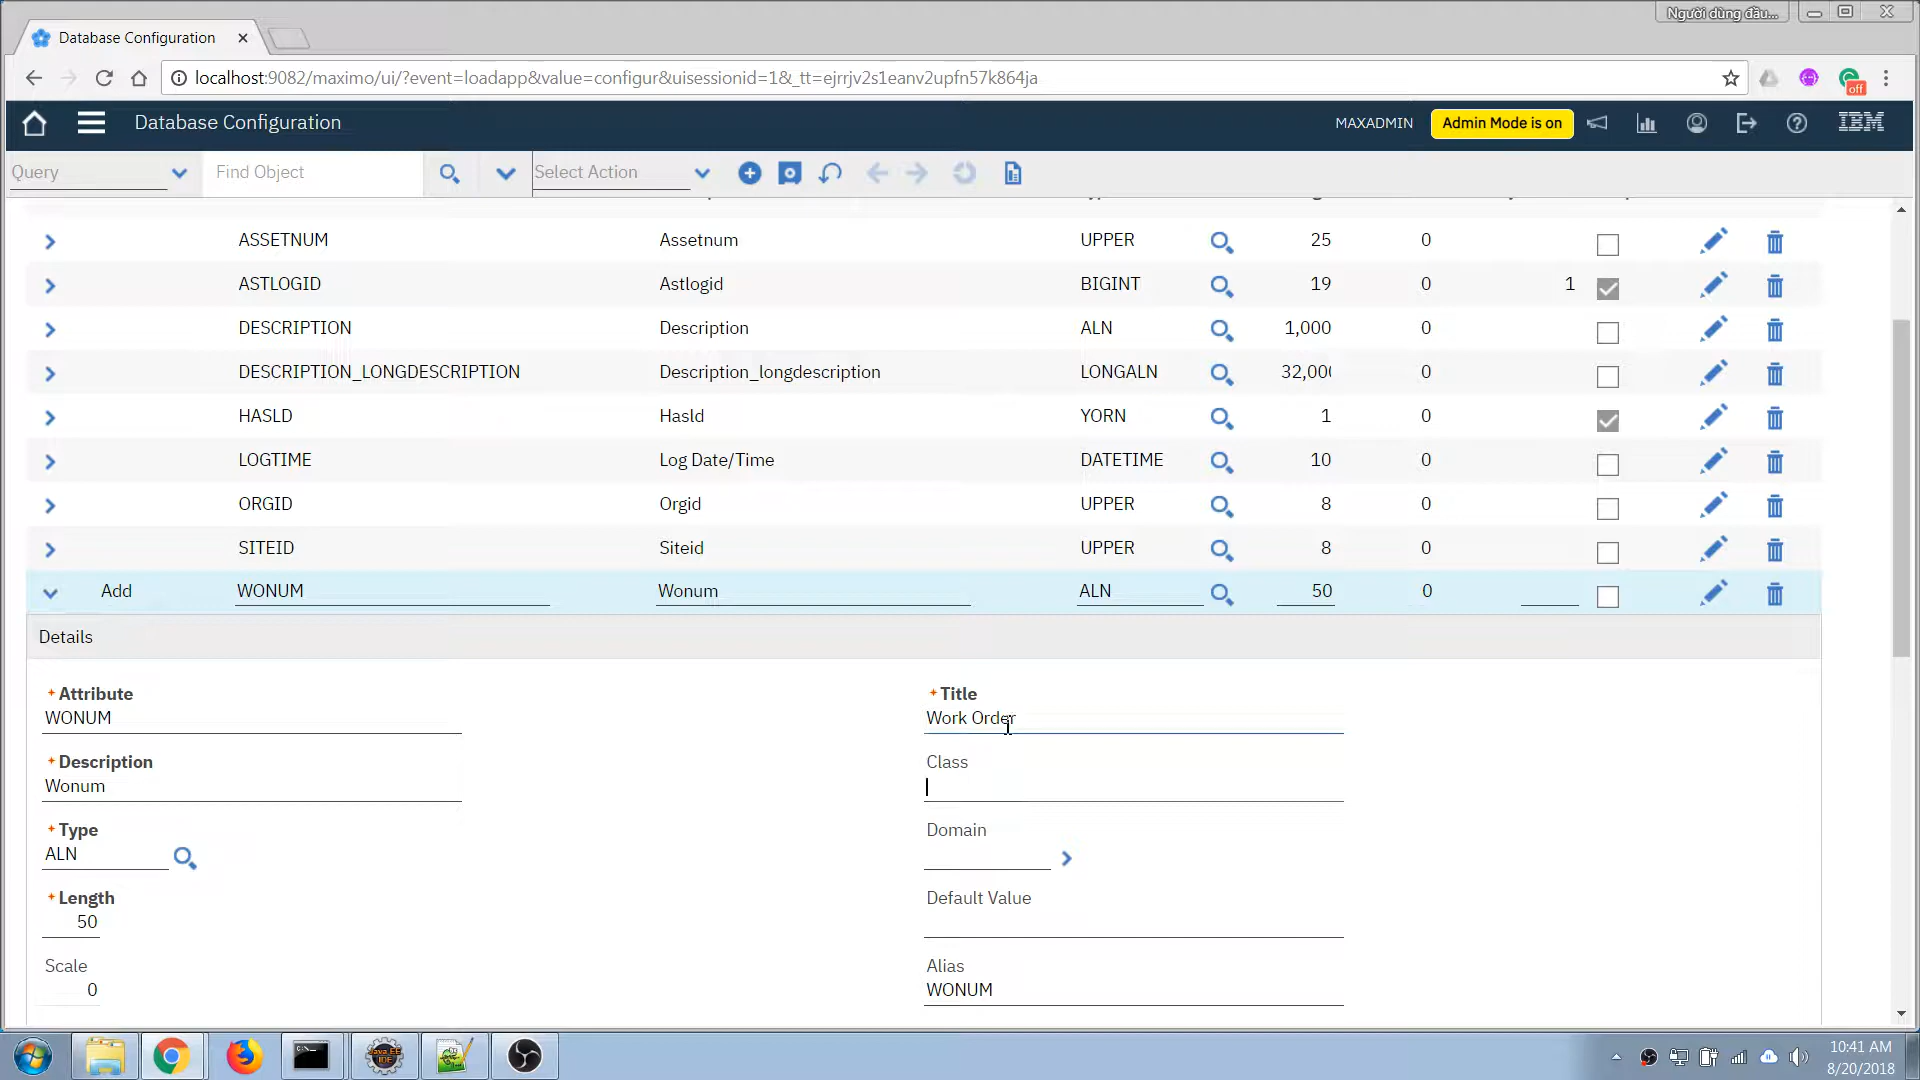 Người dùng đầu...
Database Configuration
localhost:9082/maximo/ui/?event=loadapp&value=configur&uisessionid=1&_tt=ejrrjv2s1eanv2upfn57k864ja
off
Database Configuration
MAXADMIN
Admin Mode is on
IBM
Query
Find Object
Select Action
ASSETNUM Assetnum UPPER 25 0
ASTLOGID Astlogid BIGINT 19 0 1
DESCRIPTION Description ALN 1,000 0
DESCRIPTION_LONGDESCRIPTION Description_longdescription LONGALN 32,000 0
HASLD Hasld YORN 1 0
LOGTIME Log Date/Time DATETIME 10 0
ORGID Orgid UPPER 8 0
SITEID Siteid UPPER 8 0
Add WONUM Wonum ALN 50 0
Details
* Attribute
WONUM
* Title
Work Order
* Description
Wonum
Class
* Type
ALN
Domain
* Length
50
Default Value
Scale
0
Alias
WONUM
Java EE
IDE
10:41 AM
8/20/2018